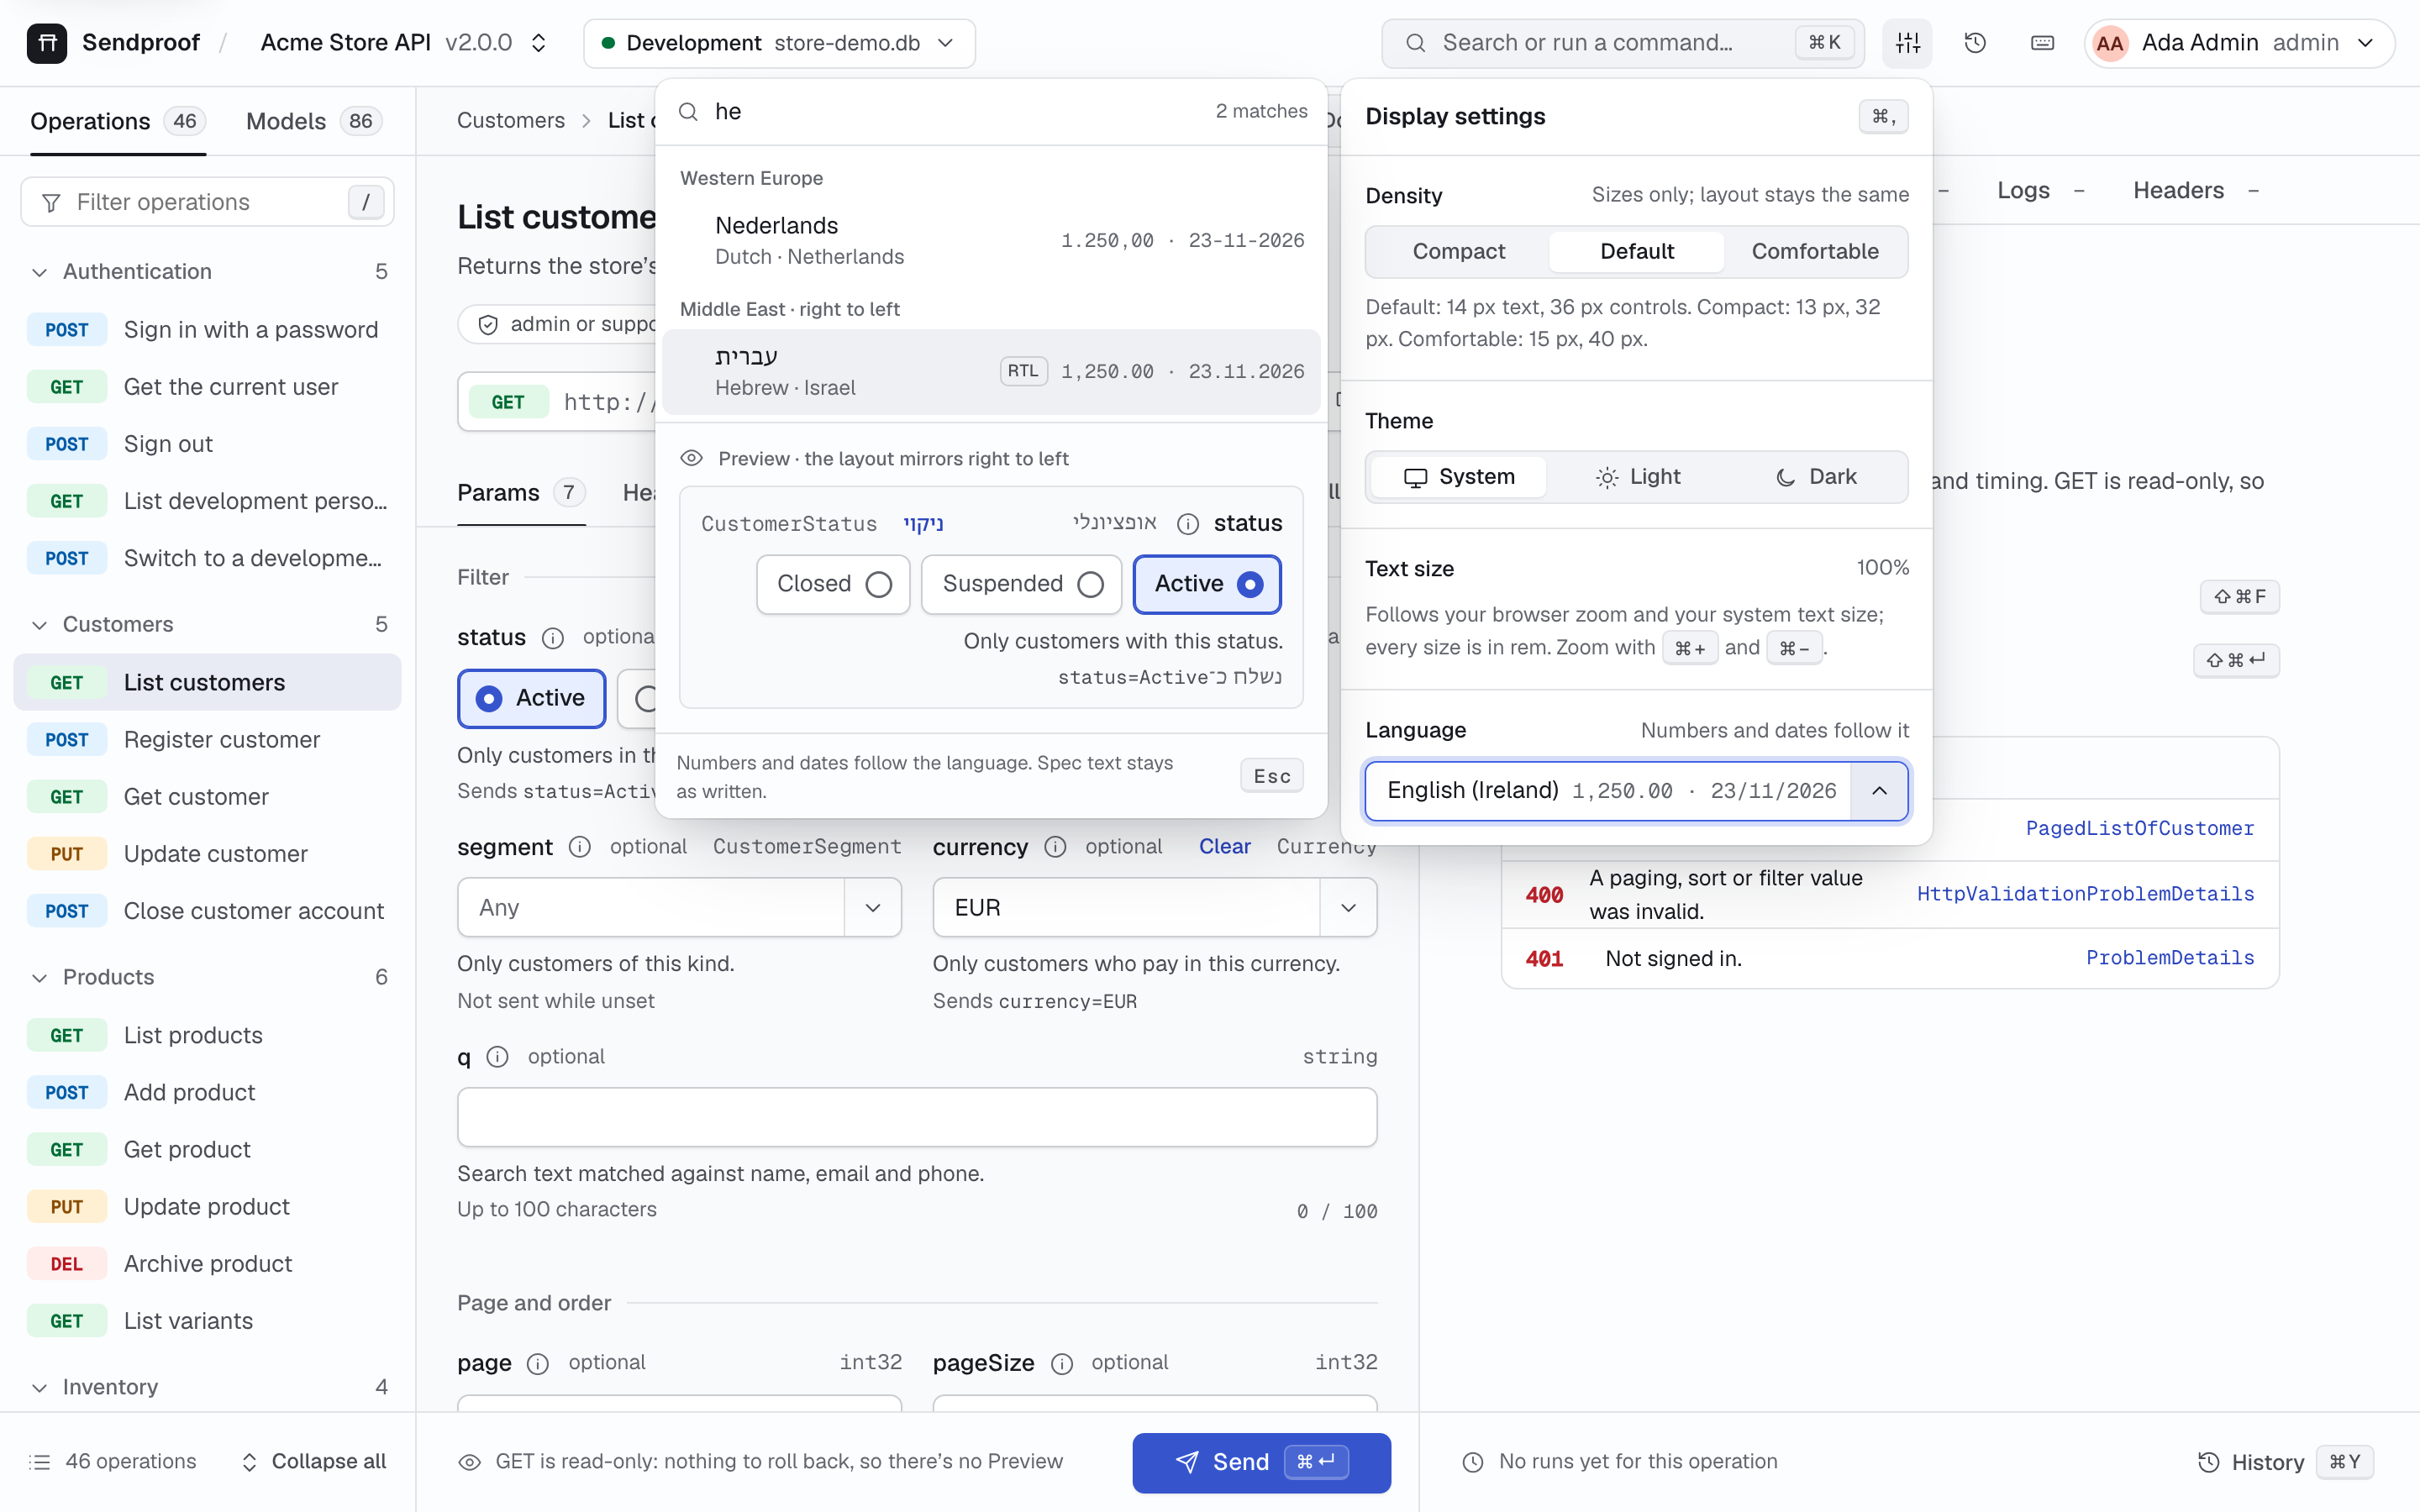 Sendproof / Acme Store API v2.0.0
Development store-demo.db
Search or run a command… ⌘K
AA Ada Admin admin
Operations 46 Models 86
Filter operations /
Authentication 5
POST Sign in with a password
GET Get the current user
POST Sign out
GET List development perso…
POST Switch to a developme…
Customers 5
GET List customers
POST Register customer
GET Get customer
PUT Update customer
POST Close customer account
Products 6
GET List products
POST Add product
GET Get product
PUT Update product
DEL Archive product
GET List variants
Inventory 4
46 operations Collapse all
Customers > List
List custome
Returns the store's
admin or suppo
GET http://
Params 7 Hea
Filter
status optiona
Active
Only customers in th
Sends status=Activ
segment optional CustomerSegment
Any
Only customers of this kind.
Not sent while unset
currency optional Clear Currency
EUR
Only customers who pay in this currency.
Sends currency=EUR
q optional string
Search text matched against name, email and phone.
Up to 100 characters 0 / 100
Page and order
page optional int32
pageSize optional int32
GET is read-only: nothing to roll back, so there's no Preview
Send ⌘↵
he 2 matches
Western Europe
Nederlands
Dutch · Netherlands
1.250,00 · 23-11-2026
Middle East · right to left
עברית
Hebrew · Israel
RTL 1,250.00 · 23.11.2026
Preview · the layout mirrors right to left
status אופציונלי ניקוי CustomerStatus
Active Suspended Closed
Only customers with this status.
נשלח כ־status=Active
Numbers and dates follow the language. Spec text stays
as written.
Esc
Display settings ⌘,
Density Sizes only; layout stays the same
Compact Default Comfortable
Default: 14 px text, 36 px controls. Compact: 13 px, 32
px. Comfortable: 15 px, 40 px.
Theme
System Light Dark
Text size 100%
Follows your browser zoom and your system text size;
every size is in rem. Zoom with ⌘+ and ⌘−.
Language Numbers and dates follow it
English (Ireland) 1,250.00 · 23/11/2026
– Logs – Headers –
and timing. GET is read-only, so
⇧⌘F
⇧⌘↵
PagedListOfCustomer
400 A paging, sort or filter value
was invalid.
HttpValidationProblemDetails
401 Not signed in. ProblemDetails
No runs yet for this operation
History ⌘Y